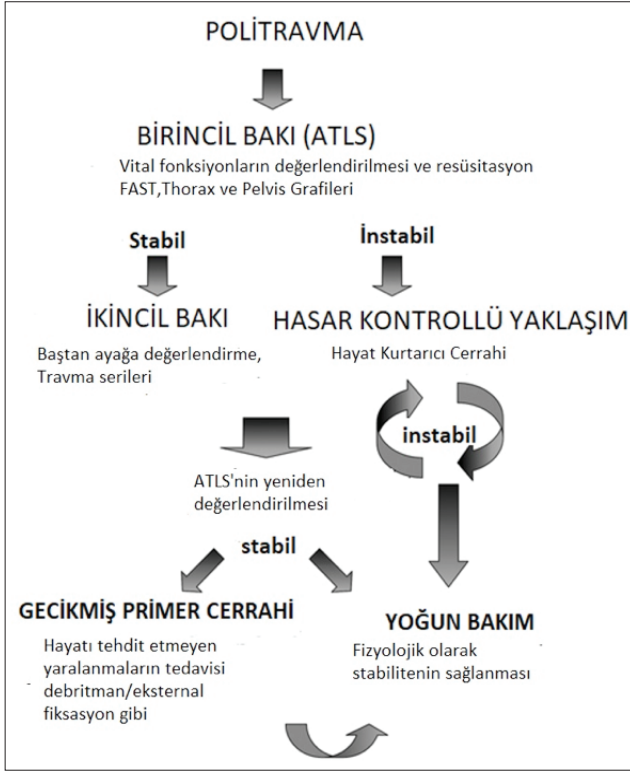 POLİTRAVMA
BİRİNCİL BAKI (ATLS)
Vital fonksiyonların değerlendirilmesi ve resüsitasyon
FAST,Thorax ve Pelvis Grafileri
Stabil
İnstabil
İKİNCİL BAKI
Baştan ayağa değerlendirme,
Travma serileri
HASAR KONTROLLÜ YAKLAŞIM
Hayat Kurtarıcı Cerrahi
instabil
ATLS'nin yeniden
değerlendirilmesi
stabil
GECİKMİŞ PRIMER CERRAHİ
Hayatı tehdit etmeyen
yaralanmaların tedavisi
debritman/eksternal
fiksasyon gibi
YOĞUN BAKIM
Fizyolojik olarak
stabilitenin sağlanması